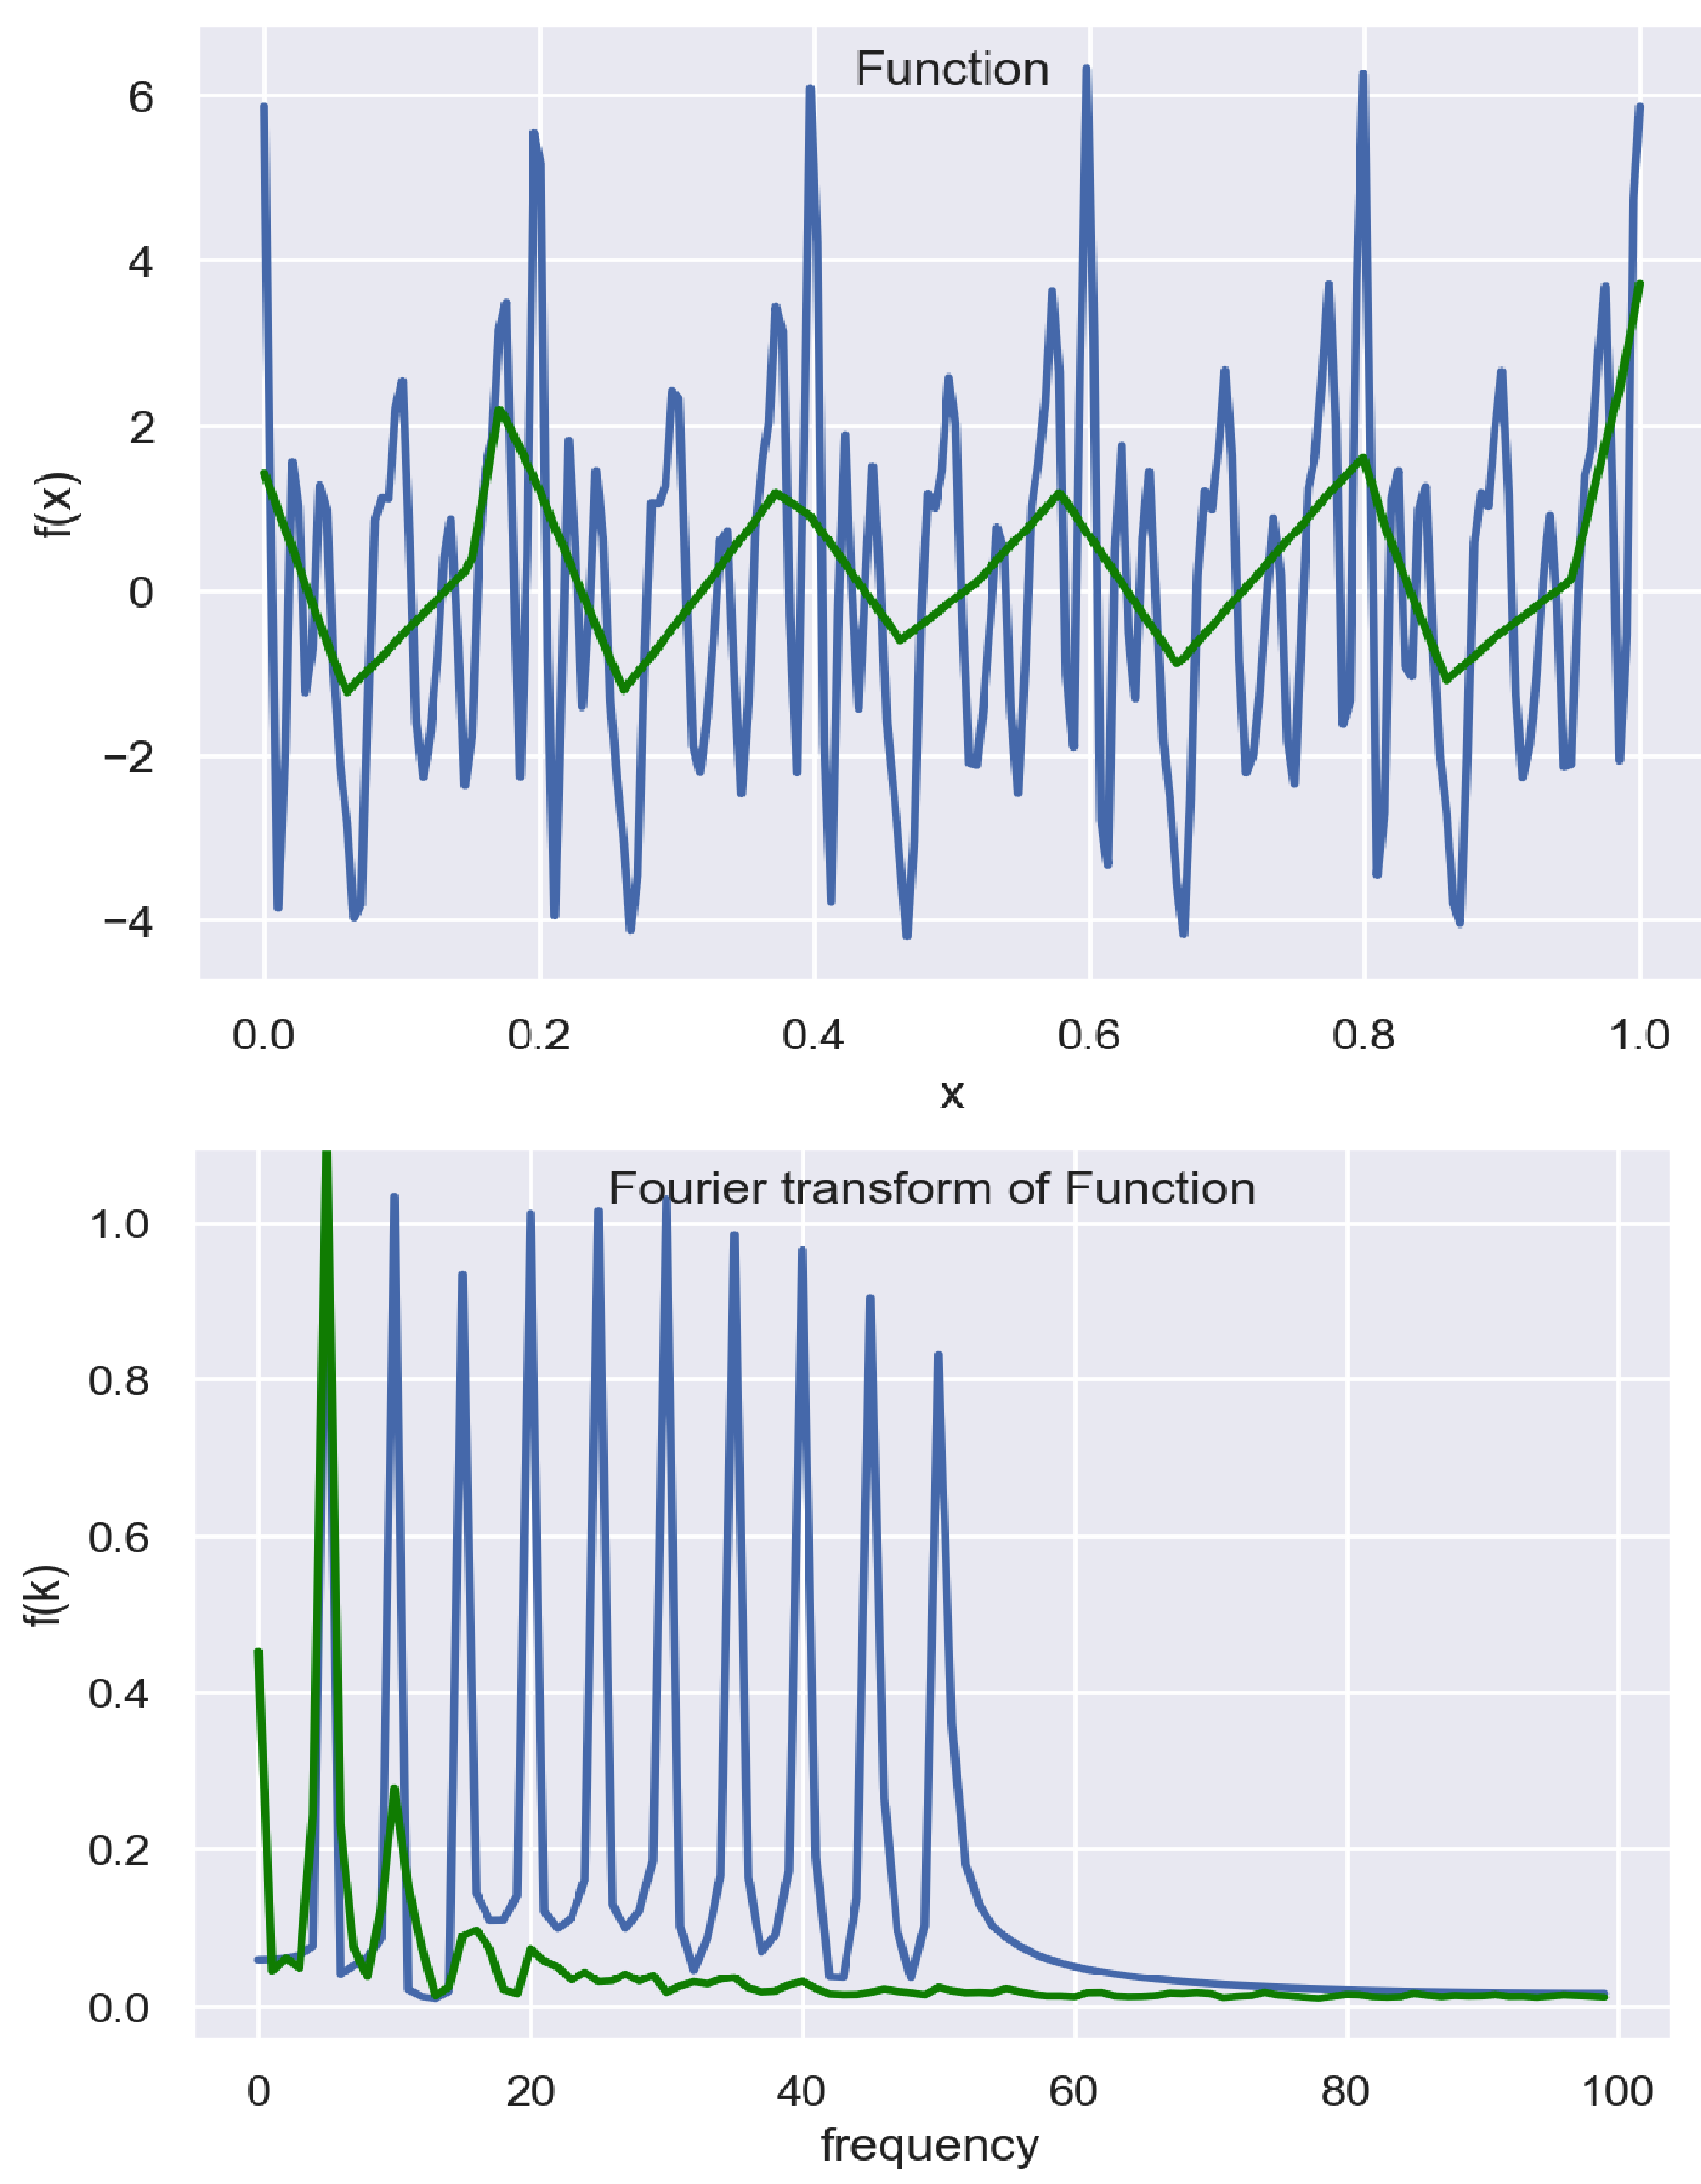 Function
6
4
2
0
−2
−4
f(x)
0.0 0.2 0.4 0.6 0.8 1.0
x
Fourier transform of Function
1.0
0.8
0.6
0.4
0.2
0.0
f(k)
0 20 40 60 80 100
frequency